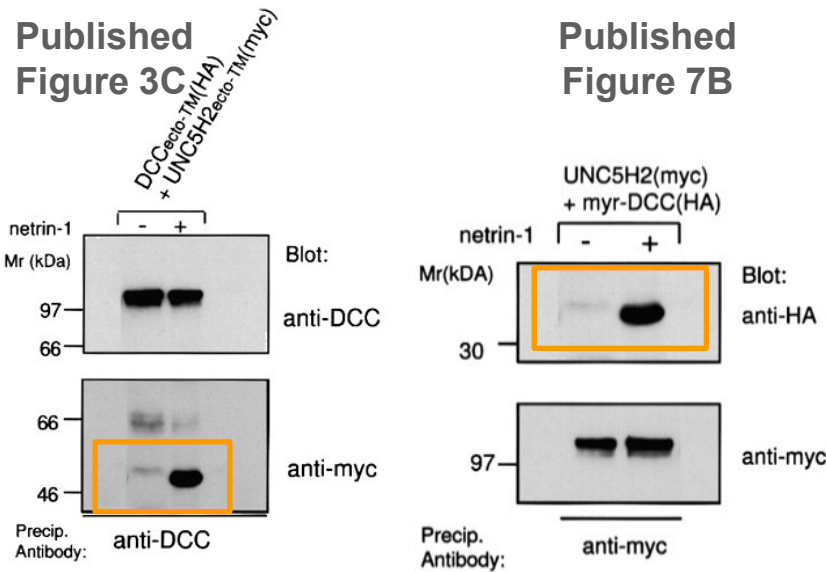 Published
Figure 3C
DCCecto-TM(HA)
+ UNC5H2ecto-TM(myc)
netrin-1 - +
Mr (kDa)
Blot:
97
anti-DCC
66
66
anti-myc
46
Precip.
Antibody:
anti-DCC
Published
Figure 7B
UNC5H2(myc)
+ myr-DCC(HA)
netrin-1 - +
Mr(kDA)
Blot:
anti-HA
30
97
anti-myc
Precip.
Antibody:
anti-myc